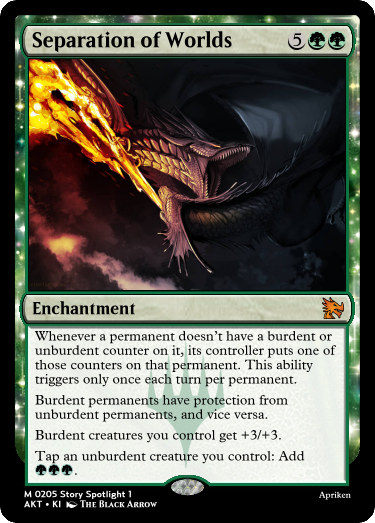 Separation of Worlds 5
Enchantment
Whenever a permanent doesn't have a burdent or
unburdent counter on it, its controller puts one of
those counters on that permanent. This ability
triggers only once each turn per permanent.
Burdent permanents have protection from
unburdent permanents, and vice versa.
Burdent creatures you control get +3/+3.
Tap an unburdent creature you control: Add
.
M 0205 Story Spotlight 1
AKT • KI The Black Arrow
Apriken